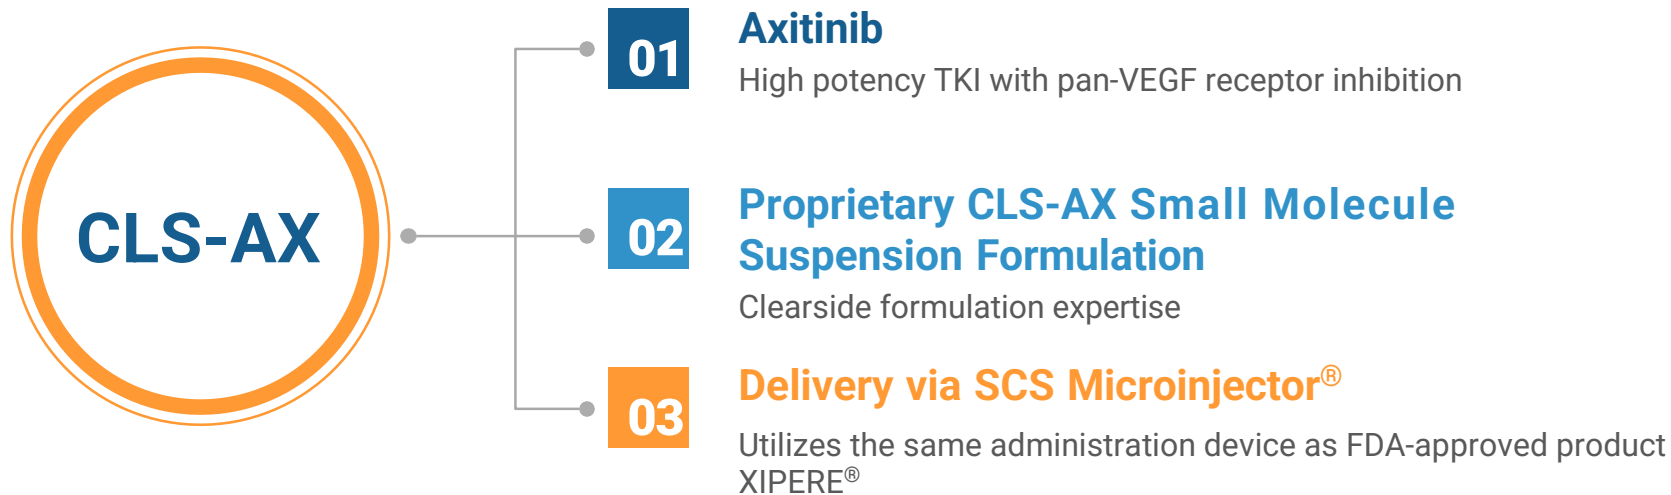 CLS-AX
01
Axitinib
High potency TKI with pan-VEGF receptor inhibition
02
Proprietary CLS-AX Small Molecule
Suspension Formulation
Clearside formulation expertise
03
Delivery via SCS Microinjector®
Utilizes the same administration device as FDA-approved product
XIPERE®